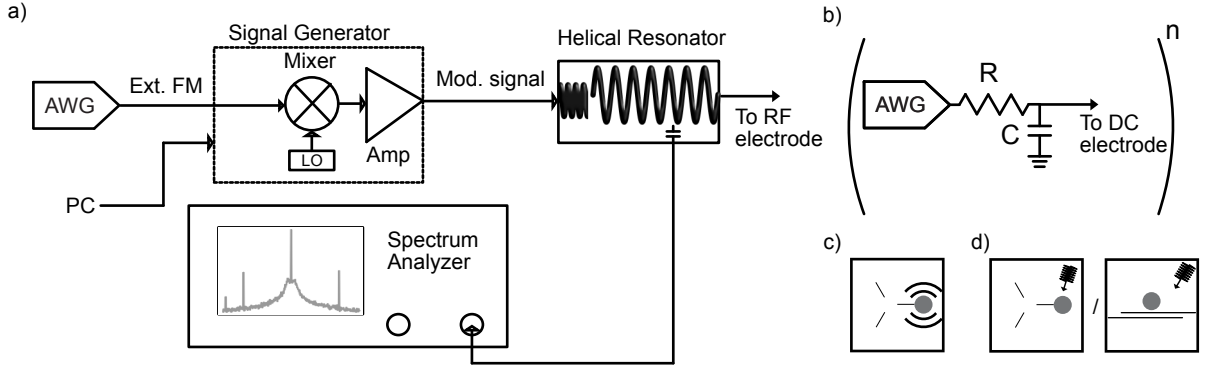 a)
Signal Generator
Mixer
AWG
Ext. FM
LO
Amp
PC
Mod. signal
Helical Resonator
To RF
electrode
Spectrum
Analyzer
b)
n
AWG
R
C
To DC
electrode
c)
d)
/